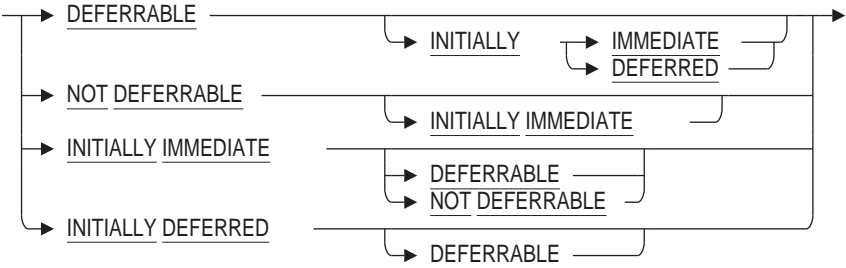 DEFERRABLE
INITIALLY IMMEDIATE
DEFERRED
NOT DEFERRABLE
INITIALLY IMMEDIATE
INITIALLY IMMEDIATE
DEFERRABLE
NOT DEFERRABLE
INITIALLY DEFERRED
DEFERRABLE